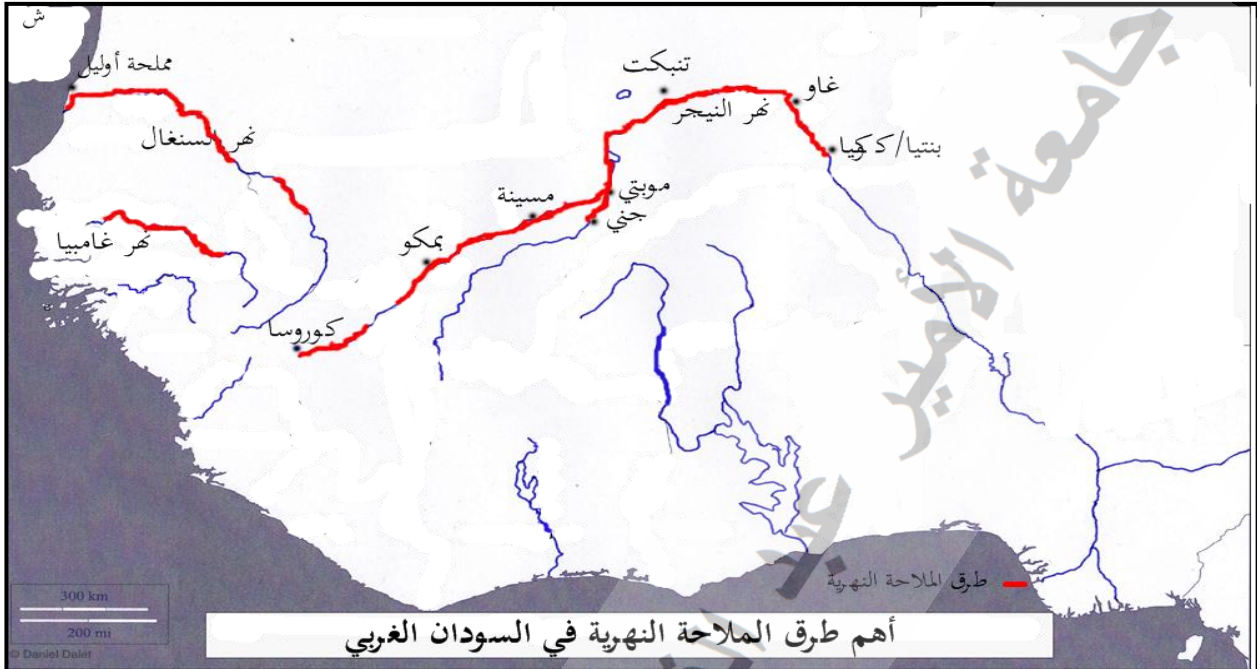 ش
مملحة أوليل
تنبكت
غاو
نهر النيجر
نهر السنغال
بنتيا/كوكيا
موبتي
مسينة
جني
نهر غامبيا
بمكو
كوروسا
طرق الملاحة النهرية
300 km
200 mi
أهم طرق الملاحة النهرية في السودان الغربي
© Daniel Dalet
جامعة الأمير عبد